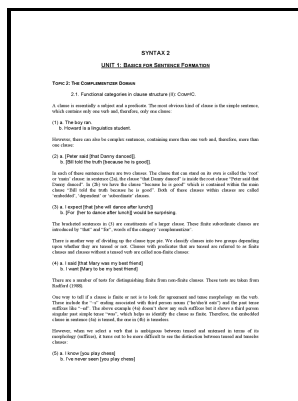 SYNTAX 2
UNIT 1: BASICS FOR SENTENCE FORMATION
TOPIC 2: THE COMPLEMENTIZER DOMAIN
2.1. Functional categories in clause structure (II): COMP/C.
A clause is essentially a subject and a predicate. The most obvious kind of clause is the simple sentence,
which contains only one verb and, therefore, only one clause.
(1) a. The boy ran.
b. Howard is a linguistics student.
However, there can also be complex sentences, containing more than one verb and, therefore, more than
one clause:
(2) a. [Peter said [that Danny danced]].
b. [Bill told the truth [because he is good]].
In each of these sentences there are two clauses. The clause that can stand on its own is called the 'root'
or 'main' clause: in sentence (2a), the clause "that Danny danced" is inside the root clause "Peter said that
Danny danced". In (2b) we have the clause "because he is good" which is contained within the main
clause "Bill told the truth because he is good". Both of these clauses within clauses are called
'embedded', 'dependent' or 'subordinate' clauses.
(3) a. I expect [that [she will dance after lunch]]
b. [For [her to dance after lunch]] would be surprising.
The bracketed sentences in (3) are constituents of a larger clause. These finite subordinate clauses are
introduced by "that" and "for", words of the category 'complementizer'.
There is another way of dividing up the clause type pie. We classify clauses into two groups depending
upon whether they are tensed or not. Clauses with predicates that are tensed are referred to as finite
clauses and clauses without a tensed verb are called non-finite clauses:
(4) a. I said [that Mary was my best friend]
b. I want [Mary to be my best friend]
There are a number of tests for distinguishing finite from non-finite clauses. These tests are taken from
Radford (1988).
One way to tell if a clause is finite or not is to look for agreement and tense morphology on the verb.
These include the "-s" ending associated with third person nouns ("he/she/it eats") and the past tense
suffixes like "-ed". The above example (4a) doesn't show any such suffixes but it shows a third person
singular past simple tense "was", which helps us identify the clause as finite. Therefore, the embedded
clause in sentence (4a) is tensed, the one in (4b) is tenseless.
However, when we select a verb that is ambiguous between tensed and untensed in terms of its
morphology (suffixes), it turns out to be more difficult to see the distinction between tensed and tenseless
clauses:
(5) a. I know [you play chess]
b. I've never seen [you play chess]